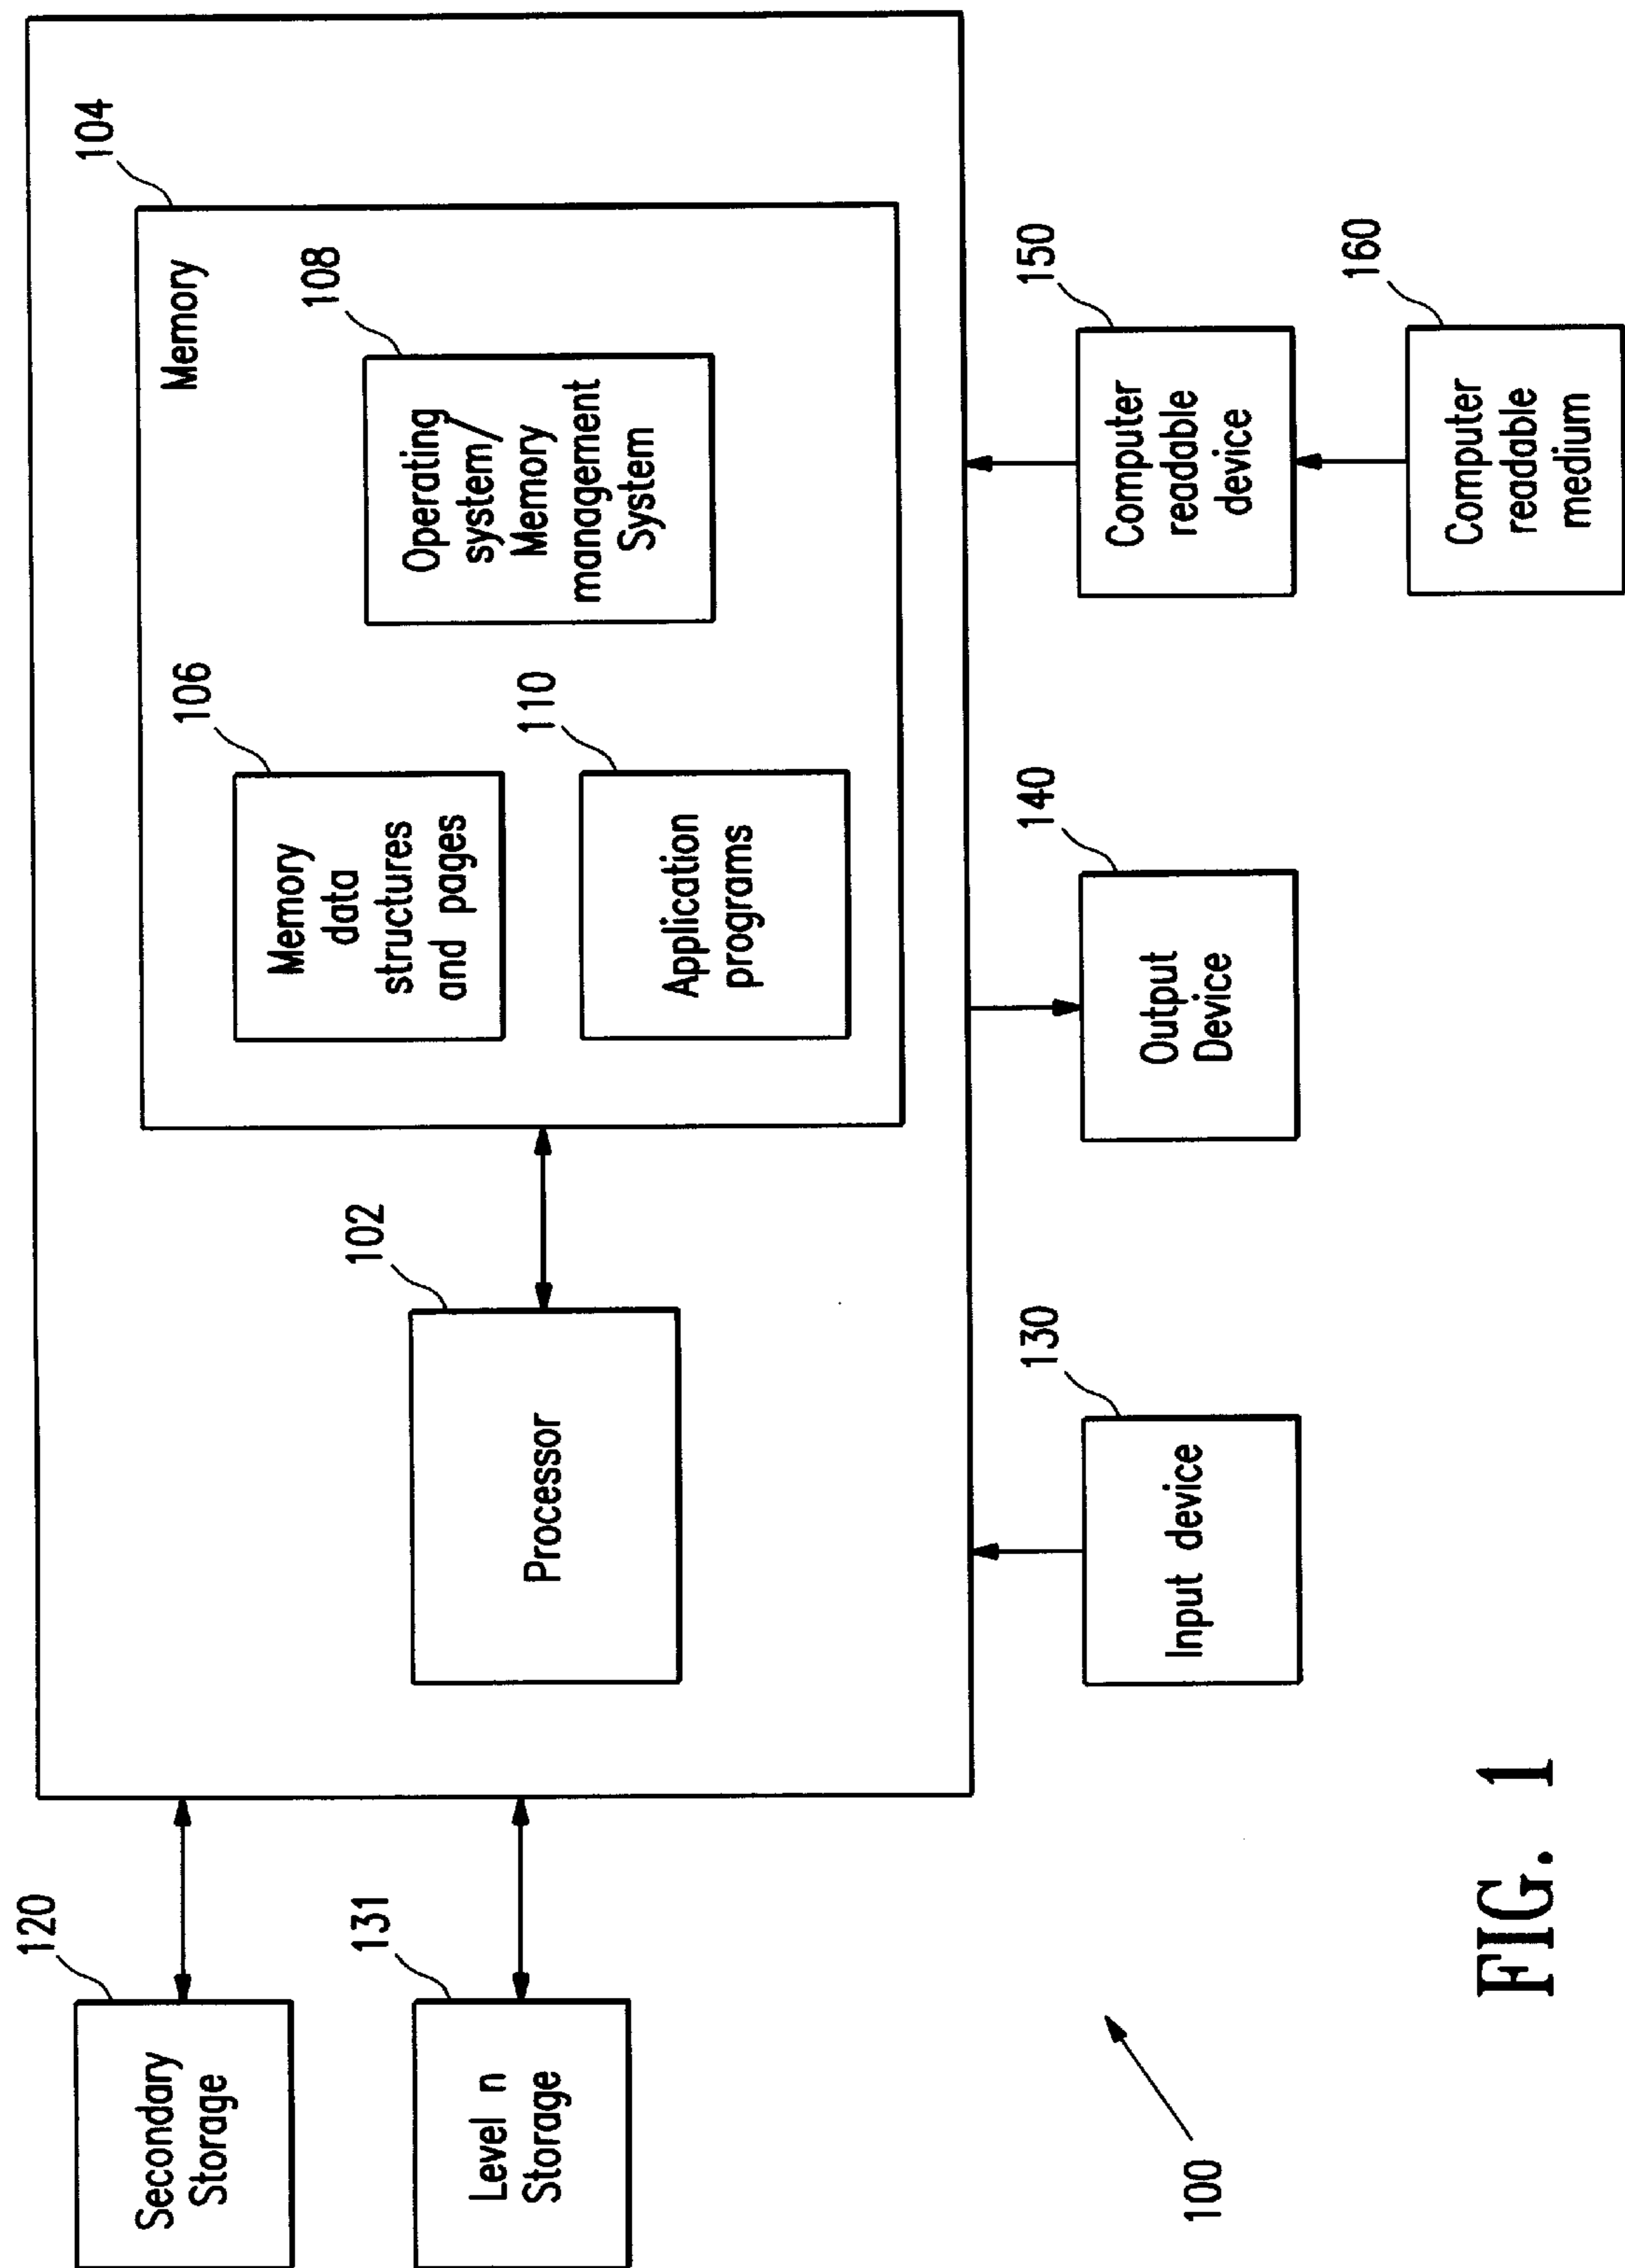 120
Secondary
Storage
131
Level n
Storage
100
104
Memory
102
Processor
106
Memory
data
structures
and pages
108
Operating
system/
Memory
management
System
110
Application
programs
130
Input device
140
Output
Device
150
Computer
readable
device
160
Computer
readable
medium
FIG. 1